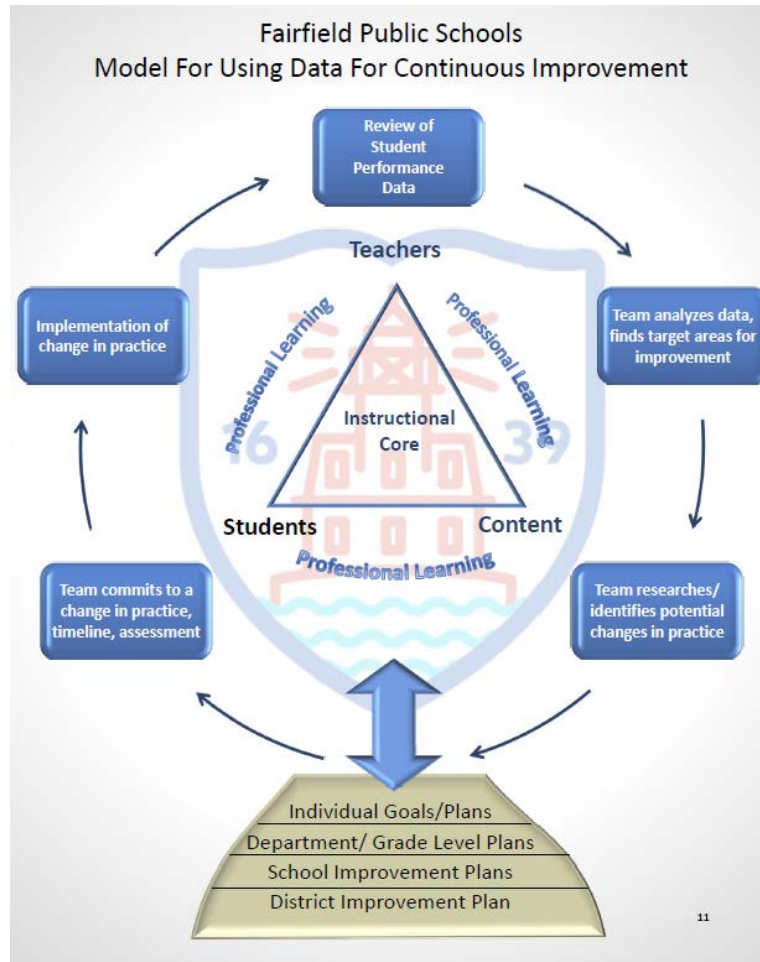 Fairfield Public Schools
Model For Using Data For Continuous Improvement
Review of
Student
Performance
Data
Teachers
Professional Learning
Professional Learning
Implementation of
change in practice
Team analyzes data,
finds target areas for
improvement
16
39
Instructional
Core
Students
Content
Professional Learning
Team commits to a
change in practice,
timeline, assessment
Team researches/
identifies potential
changes in practice
Individual Goals/Plans
Department/ Grade Level Plans
School Improvement Plans
District Improvement Plan
11